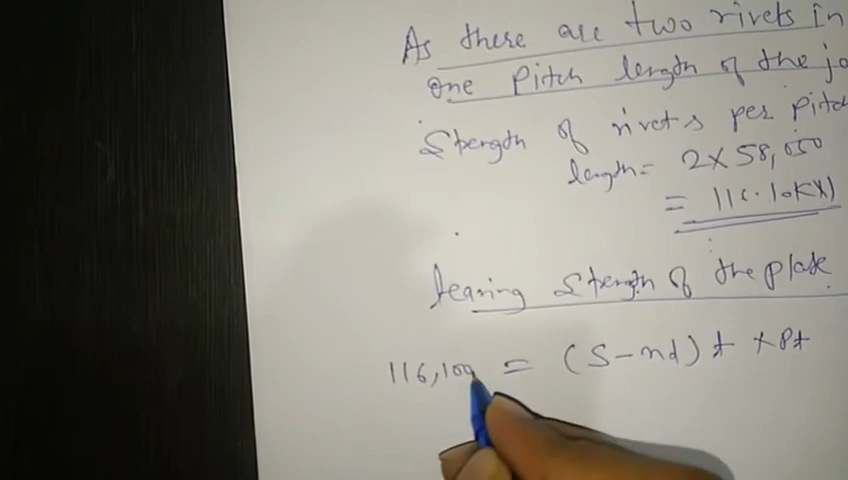 As there are two rivets in
one pitch length of the jo
Strength of rivets per pitch
length = 2 x 58,050
= 116.10KN
tearing Strength of the plate
116,100 = (S-nd) t x Pt